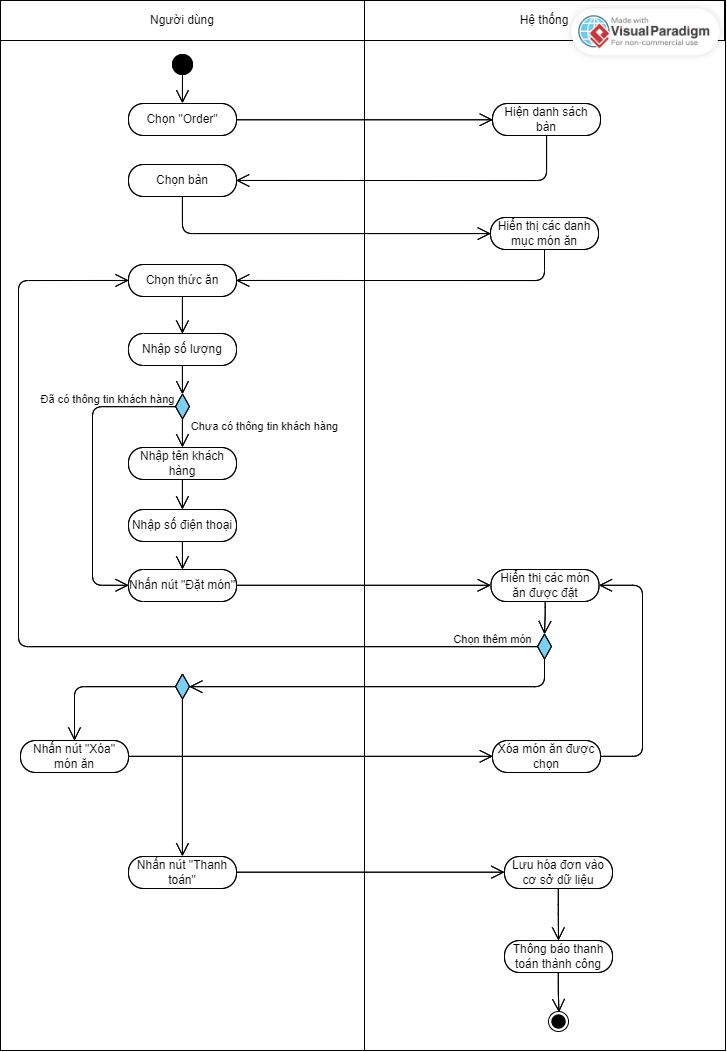 Người dùng
Hệ thống
Made with
Visual Paradigm
For non-commercial use
Chọn "Order"
Hiện danh sách
bàn
Chọn bàn
Hiển thị các danh
mục món ăn
Chọn thức ăn
Nhập số lượng
Đã có thông tin khách hàng
Chưa có thông tin khách hàng
Nhập tên khách
hàng
Nhập số điện thoại
Nhấn nút "Đặt món"
Hiển thị các món
ăn được đặt
Chọn thêm món
Nhấn nút "Xóa"
món ăn
Xóa món ăn được
chọn
Nhấn nút "Thanh
toán"
Lưu hóa đơn vào
cơ sở dữ liệu
Thông báo thanh
toán thành công